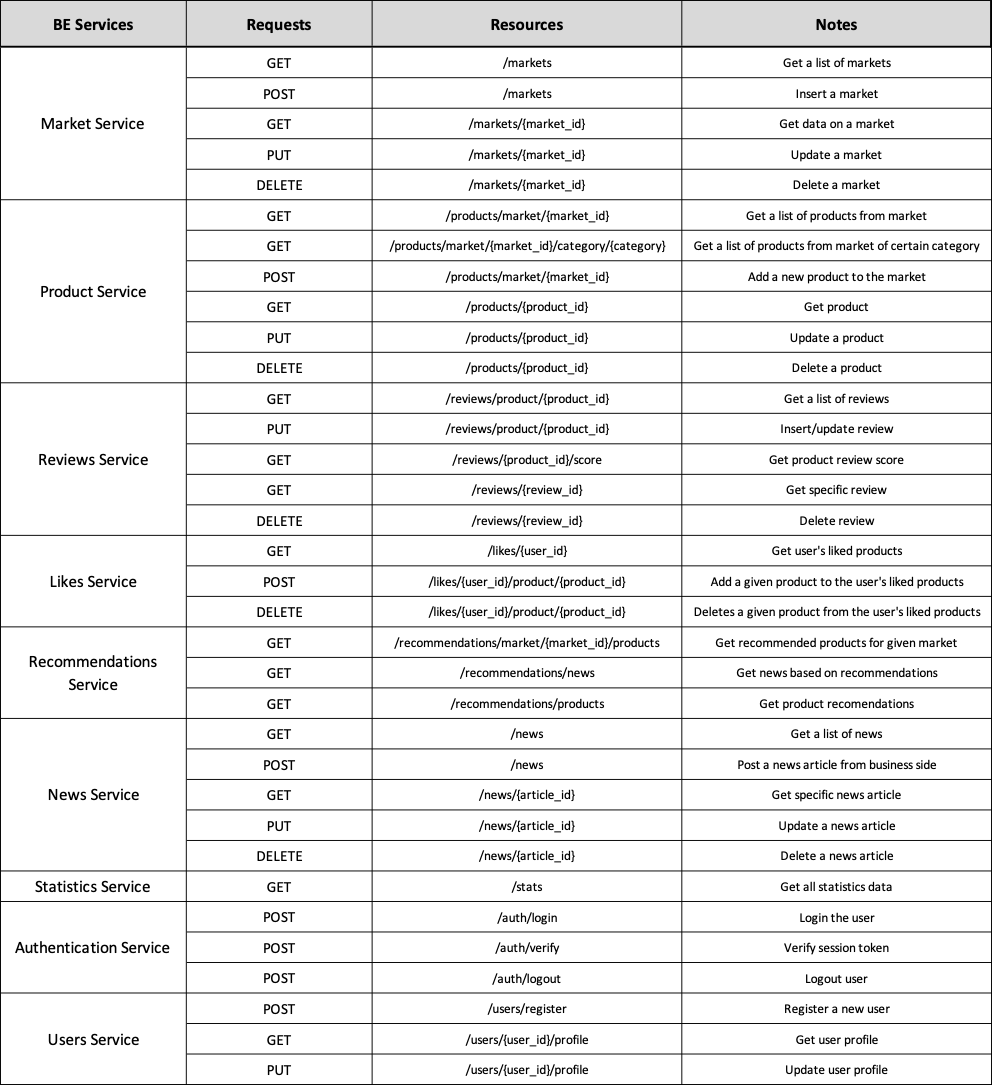 BE Services Requests Resources Notes
Market Service
GET /markets Get a list of markets
POST /markets Insert a market
GET /markets/{market_id} Get data on a market
PUT /markets/{market_id} Update a market
DELETE /markets/{market_id} Delete a market
Product Service
GET /products/market/{market_id} Get a list of products from market
GET /products/market/{market_id}/category/{category} Get a list of products from market of certain category
POST /products/market/{market_id} Add a new product to the market
GET /products/{product_id} Get product
PUT /products/{product_id} Update a product
DELETE /products/{product_id} Delete a product
Reviews Service
GET /reviews/product/{product_id} Get a list of reviews
PUT /reviews/product/{product_id} Insert/update review
GET /reviews/{product_id}/score Get product review score
GET /reviews/{review_id} Get specific review
DELETE /reviews/{review_id} Delete review
Likes Service
GET /likes/{user_id} Get user's liked products
POST /likes/{user_id}/product/{product_id} Add a given product to the user's liked products
DELETE /likes/{user_id}/product/{product_id} Deletes a given product from the user's liked products
Recommendations
Service
GET /recommendations/market/{market_id}/products Get recommended products for given market
GET /recommendations/news Get news based on recommendations
GET /recommendations/products Get product recomendations
News Service
GET /news Get a list of news
POST /news Post a news article from business side
GET /news/{article_id} Get specific news article
PUT /news/{article_id} Update a news article
DELETE /news/{article_id} Delete a news article
Statistics Service
GET /stats Get all statistics data
Authentication Service
POST /auth/login Login the user
POST /auth/verify Verify session token
POST /auth/logout Logout user
Users Service
POST /users/register Register a new user
GET /users/{user_id}/profile Get user profile
PUT /users/{user_id}/profile Update user profile